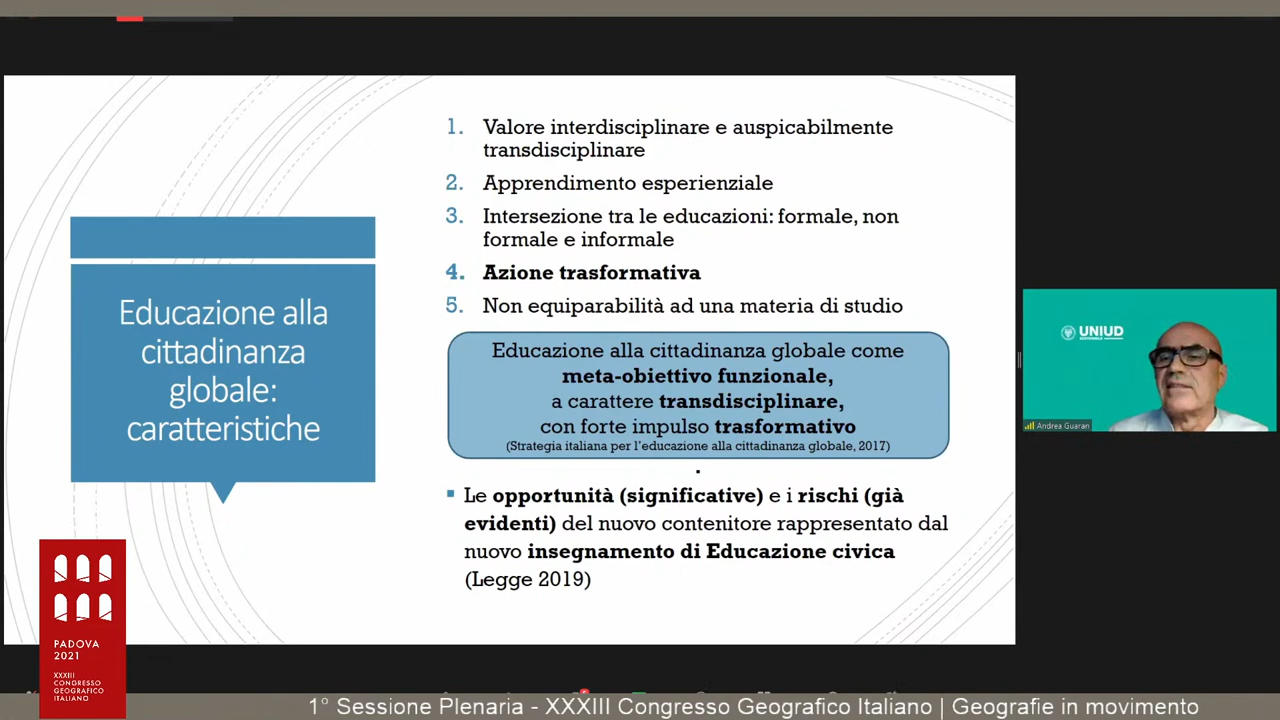 Educazione alla
cittadinanza
globale:
caratteristiche
1. Valore interdisciplinare e auspicabilmente
transdisciplinare
2. Apprendimento esperienziale
3. Intersezione tra le educazioni: formale, non
formale e informale
4. Azione trasformativa
5. Non equiparabilità ad una materia di studio
Educazione alla cittadinanza globale come
meta-obiettivo funzionale,
a carattere transdisciplinare,
con forte impulso trasformativo
(Strategia italiana per l'educazione alla cittadinanza globale, 2017)
.
▪ Le opportunità (significative) e i rischi (già
evidenti) del nuovo contenitore rappresentato dal
nuovo insegnamento di Educazione civica
(Legge 2019)
UNIUD
Andrea Guaran
PADOVA
2021
XXXIII
CONGRESSO
GEOGRAFICO
ITALIANO
1° Sessione Plenaria - XXXIII Congresso Geografico Italiano | Geografie in movimento